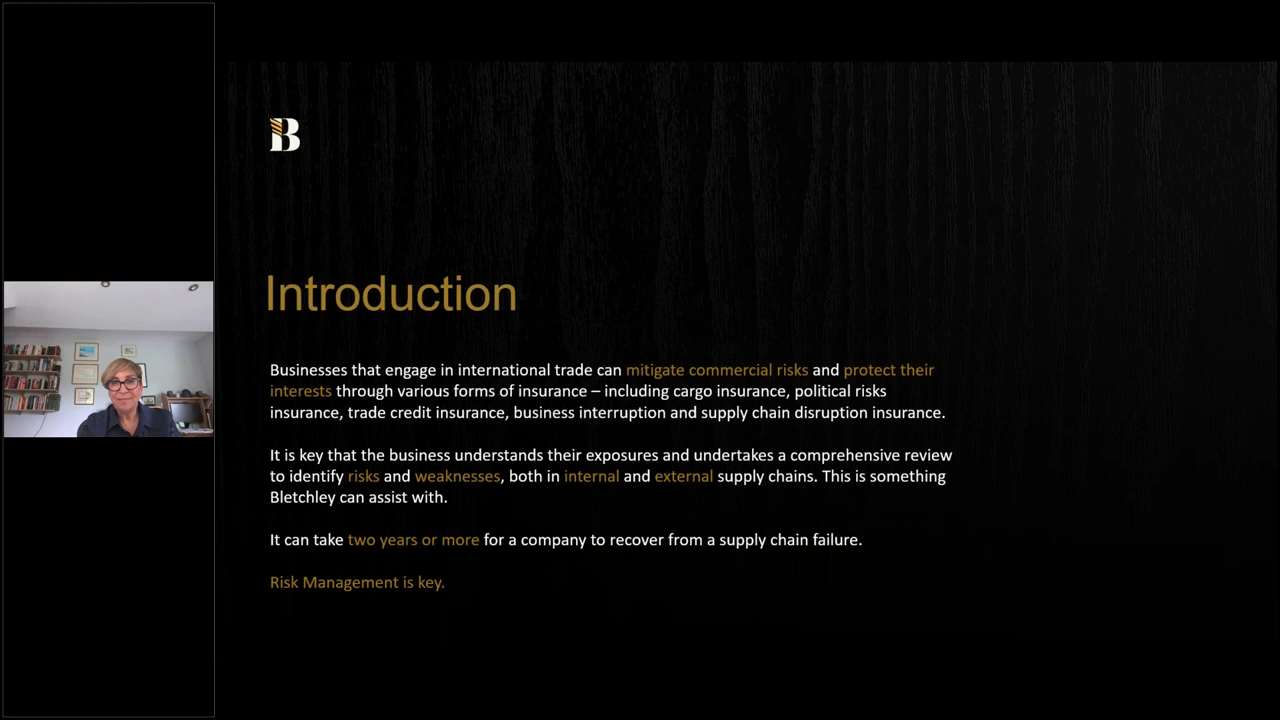 B
Introduction
Businesses that engage in international trade can mitigate commercial risks and protect their
interests through various forms of insurance – including cargo insurance, political risks
insurance, trade credit insurance, business interruption and supply chain disruption insurance.
It is key that the business understands their exposures and undertakes a comprehensive review
to identify risks and weaknesses, both in internal and external supply chains. This is something
Bletchley can assist with.
It can take two years or more for a company to recover from a supply chain failure.
Risk Management is key.